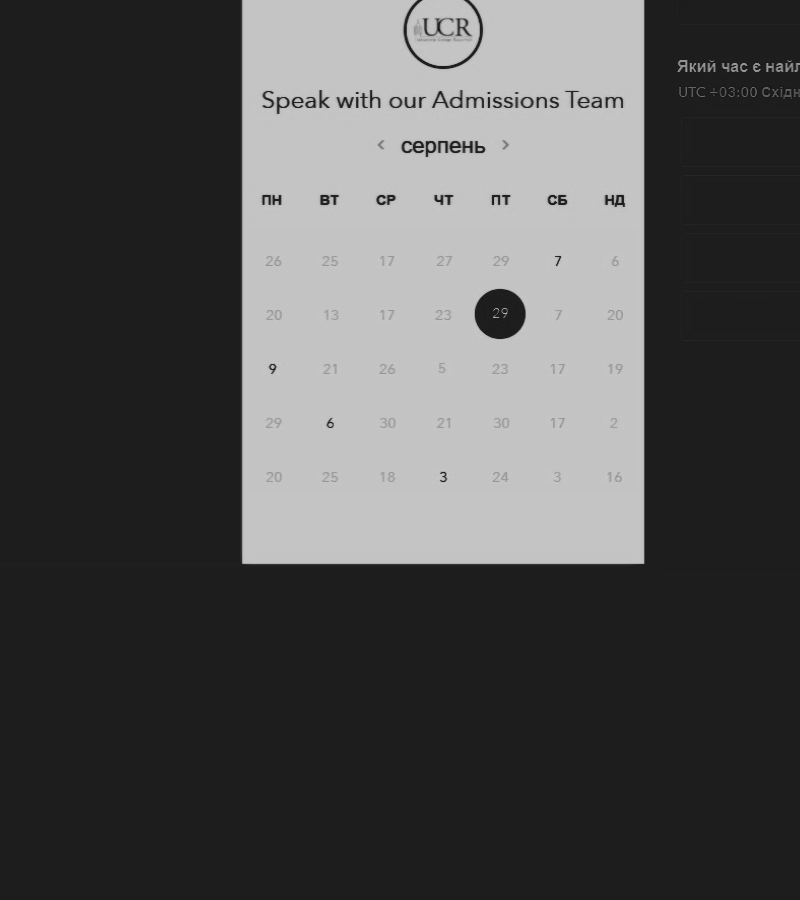 UCR
Speak with our Admissions Team
< серпень >
ПН ВТ СР ЧТ ПТ СБ НД
26 25 17 27 29 7 6
20 13 17 23 29 7 20
9 21 26 5 23 17 19
29 6 30 21 30 17 2
20 25 18 3 24 3 16
Який час є
UTC +03:00